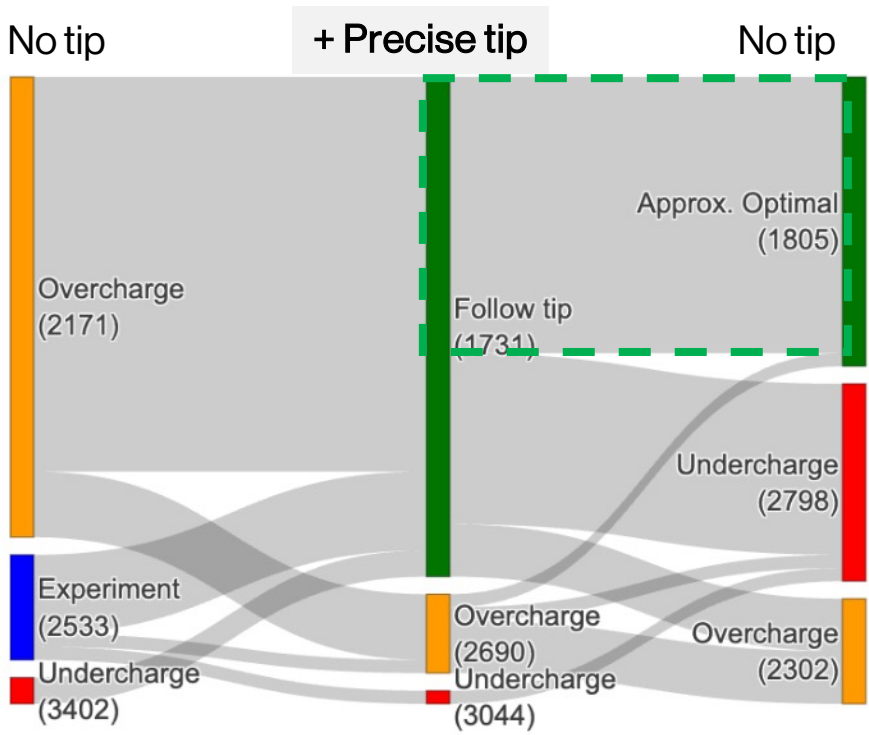 No tip
+ Precise tip
No tip
Overcharge
(2171)
Experiment
(2533)
Undercharge
(3402)
Follow tip
(1731)
Overcharge
(2690)
Undercharge
(3044)
Approx. Optimal
(1805)
Undercharge
(2798)
Overcharge
(2302)